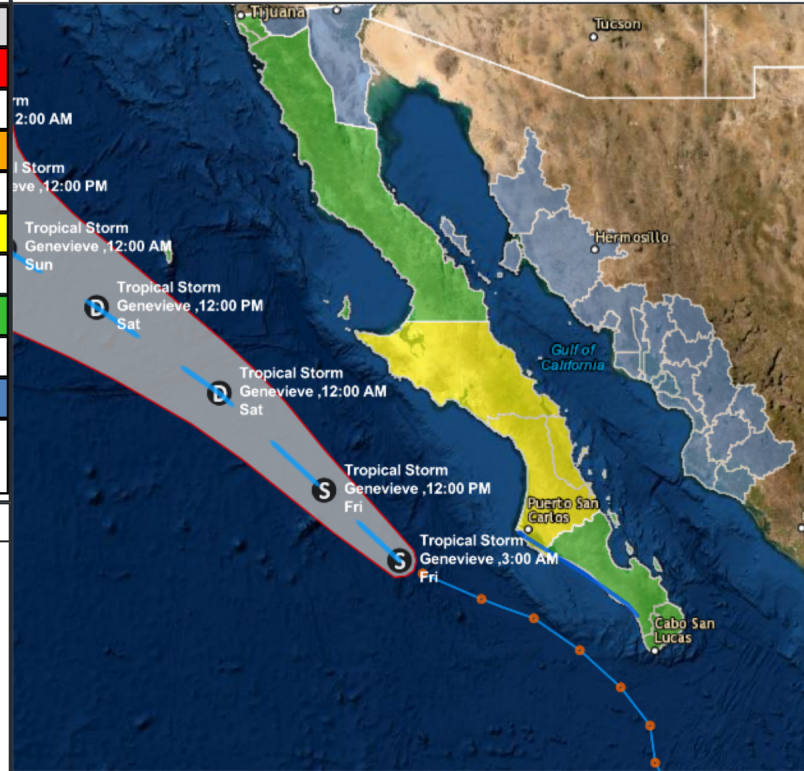 Tijuana
Tucson
rm
2:00 AM
l Storm
eve ,12:00 PM
Tropical Storm
Genevieve ,12:00 AM
Sun
Hermosillo
D
Tropical Storm
Genevieve ,12:00 PM
Sat
Gulf of
California
D
Tropical Storm
Genevieve ,12:00 AM
Sat
S
Tropical Storm
Genevieve ,12:00 PM
Fri
Puerto San
Carlos
S
Tropical Storm
Genevieve ,3:00 AM
Fri
Cabo San
Lucas